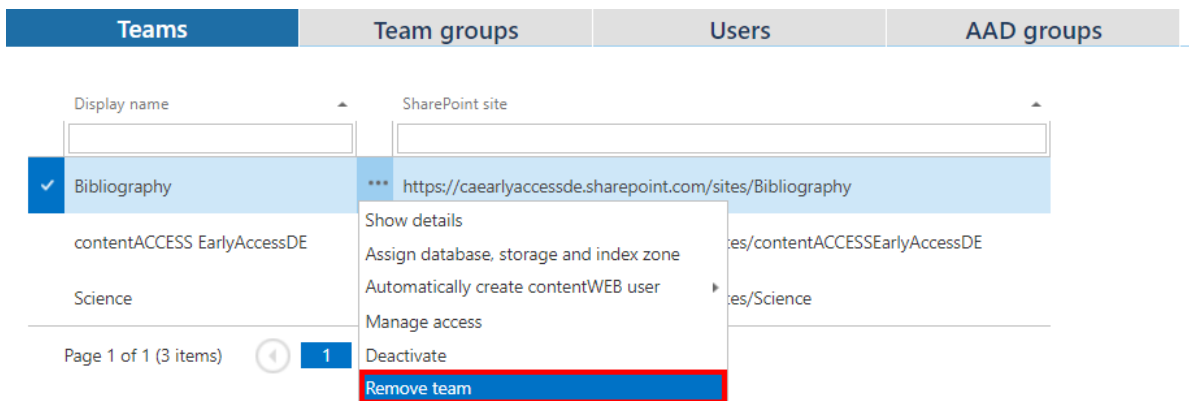 Teams Team groups Users AAD groups
Display name SharePoint site
Bibliography ••• https://caearlyaccessde.sharepoint.com/sites/Bibliography
Show details
contentACCESS EarlyAccessDE es/contentACCESSEarlyAccessDE
Assign database, storage and index zone
Automatically create contentWEB user
Science es/Science
Manage access
Page 1 of 1 (3 items) 1
Deactivate
Remove team